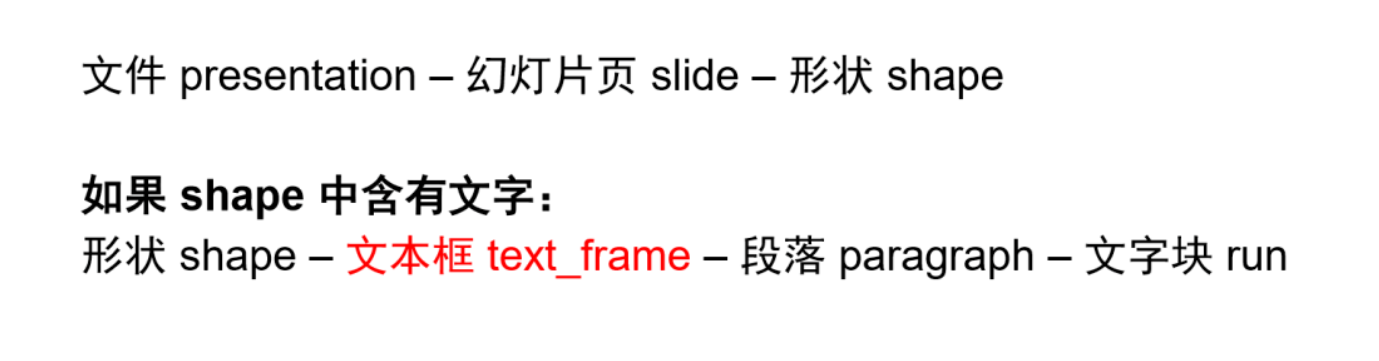 文件 presentation – 幻灯片页 slide – 形状 shape
如果 shape 中含有文字：
形状 shape – 文本框 text_frame – 段落 paragraph – 文字块 run